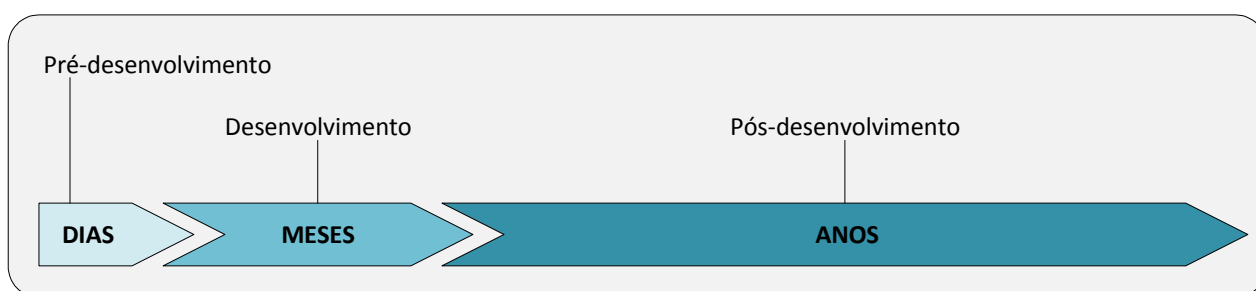 Pré-desenvolvimento
Desenvolvimento
Pós-desenvolvimento
DIAS
MESES
ANOS